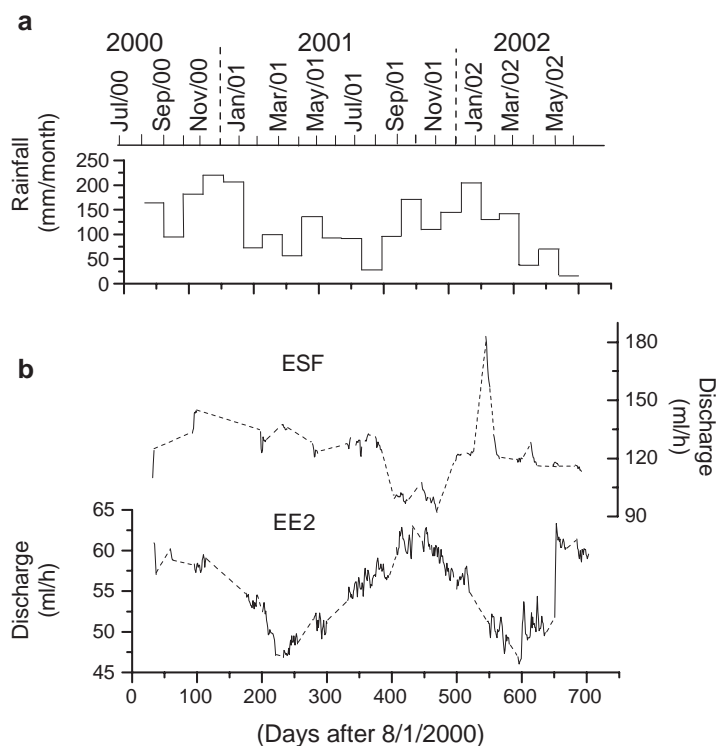 a
2000 2001 2002
Jul/00 Sep/00 Nov/00 Jan/01 Mar/01 May/01 Jul/01 Sep/01 Nov/01 Jan/02 Mar/02 May/02
Rainfall
(mm/month)
250
200
150
100
50
0
b
ESF
180
150
120
90
Discharge
(ml/h)
EE2
65
60
55
50
45
Discharge
(ml/h)
0 100 200 300 400 500 600 700
(Days after 8/1/2000)